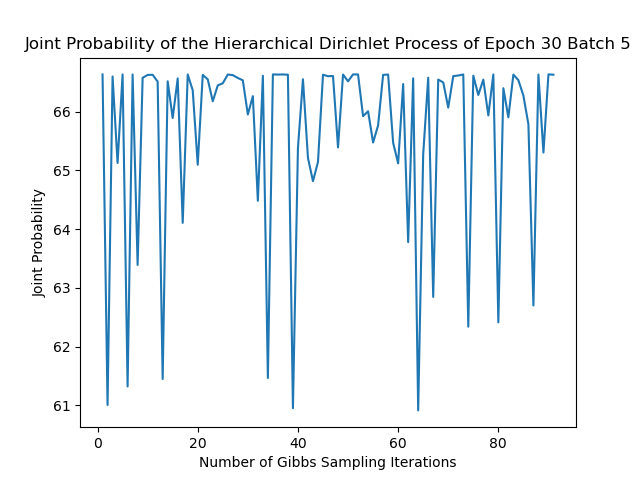 Joint Probability of the Hierarchical Dirichlet Process of Epoch 30 Batch 5
Joint Probability
66
65
64
63
62
61
0 20 40 60 80
Number of Gibbs Sampling Iterations